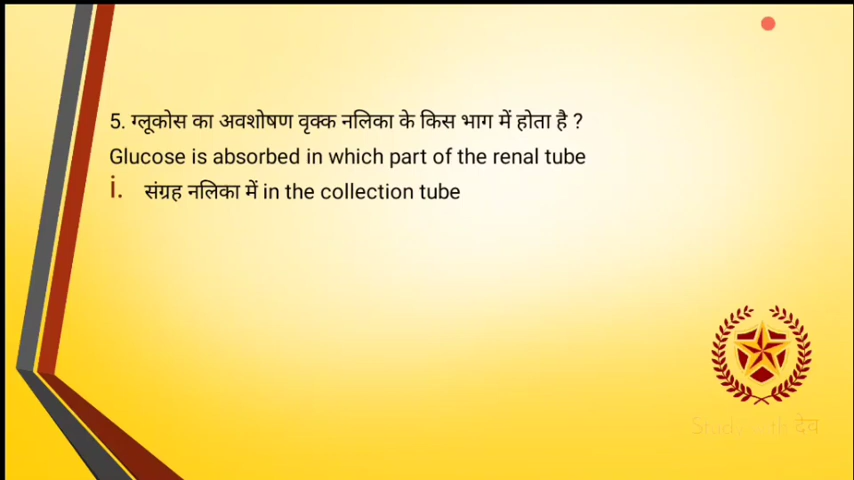 5. ग्लूकोस का अवशोषण वृक्क नलिका के किस भाग में होता है ?
Glucose is absorbed in which part of the renal tube
i. संग्रह नलिका में in the collection tube
देव